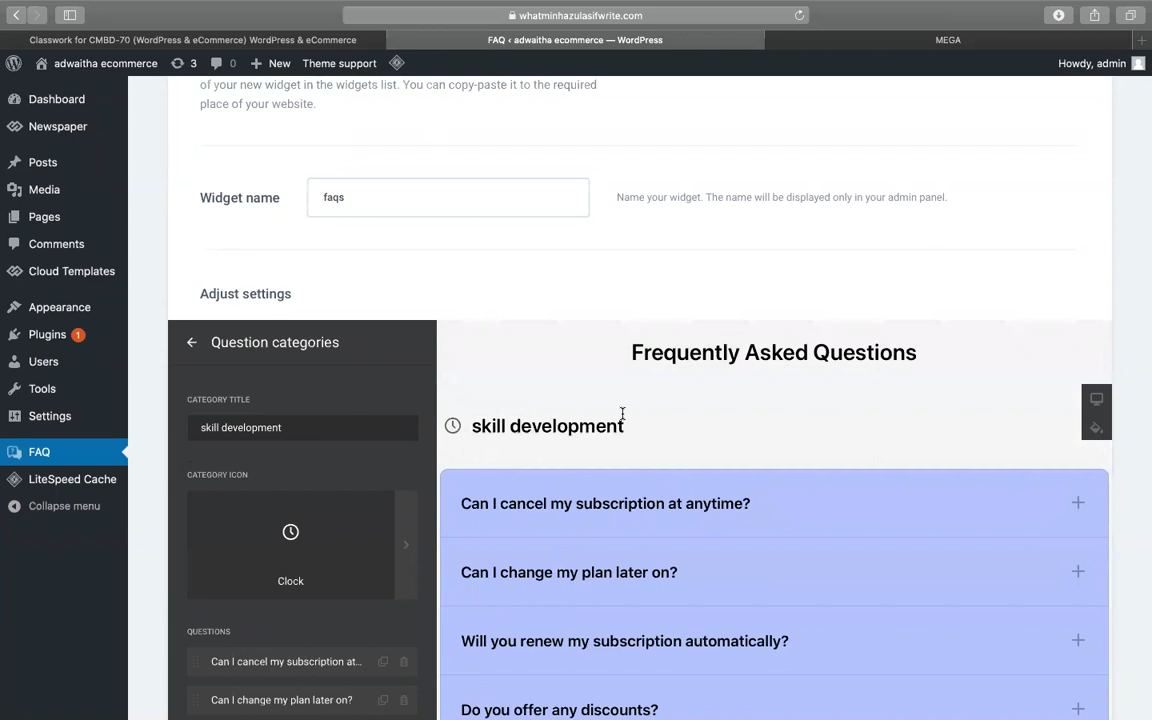 whatminhazulasifwrite.com
Classwork for CMBD-70 (WordPress & eCommerce) WordPress & eCommerce
FAQ ‹ adwaitha ecommerce — WordPress
MEGA
adwaitha ecommerce
3
0
New
Theme support
Howdy, admin
Dashboard
Newspaper
Posts
Media
Pages
Comments
Cloud Templates
Appearance
Plugins 1
Users
Tools
Settings
FAQ
LiteSpeed Cache
Collapse menu
of your new widget in the widgets list. You can copy-paste it to the required
place of your website.
Widget name
faqs
Name your widget. The name will be displayed only in your admin panel.
Adjust settings
Question categories
CATEGORY TITLE
skill development
CATEGORY ICON
Clock
QUESTIONS
Can I cancel my subscription at...
Can I change my plan later on?
Frequently Asked Questions
skill development
Can I cancel my subscription at anytime?
Can I change my plan later on?
Will you renew my subscription automatically?
Do you offer any discounts?